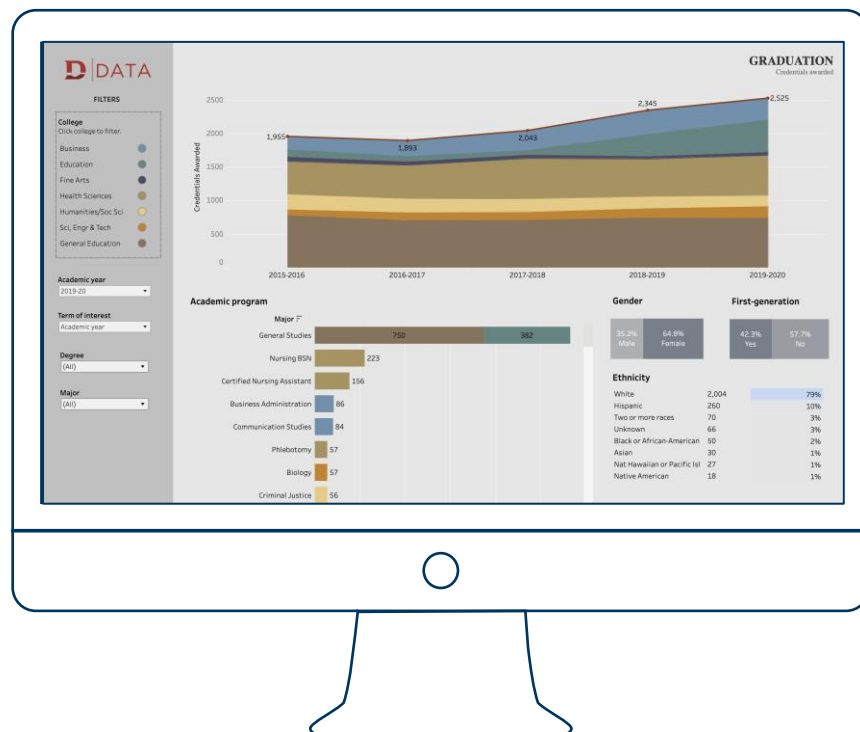 D DATA
FILTERS
College
Click college to filter.
Business
Education
Fine Arts
Health Sciences
Humanities/Soc Sci
Sci, Engr & Tech
General Education
Academic year
2019-20
Term of interest
Academic year
Degree
(All)
Major
(All)
GRADUATION
Credentials awarded
Credentials Awarded
2500
2000
1500
1000
500
0
1,955
1,893
2,043
2,345
2,525
2015-2016
2016-2017
2017-2018
2018-2019
2019-2020
Academic program
Major
General Studies 750 382
Nursing BSN 223
Certified Nursing Assistant 156
Business Administration 86
Communication Studies 84
Phlebotomy 57
Biology 57
Criminal Justice 56
Gender
35.2% 64.8%
Male Female
First-generation
42.3% 57.7%
Yes No
Ethnicity
White 2,004 79%
Hispanic 260 10%
Two or more races 70 3%
Unknown 66 3%
Black or African-American 50 2%
Asian 30 1%
Nat Hawaiian or Pacific Isl 27 1%
Native American 18 1%